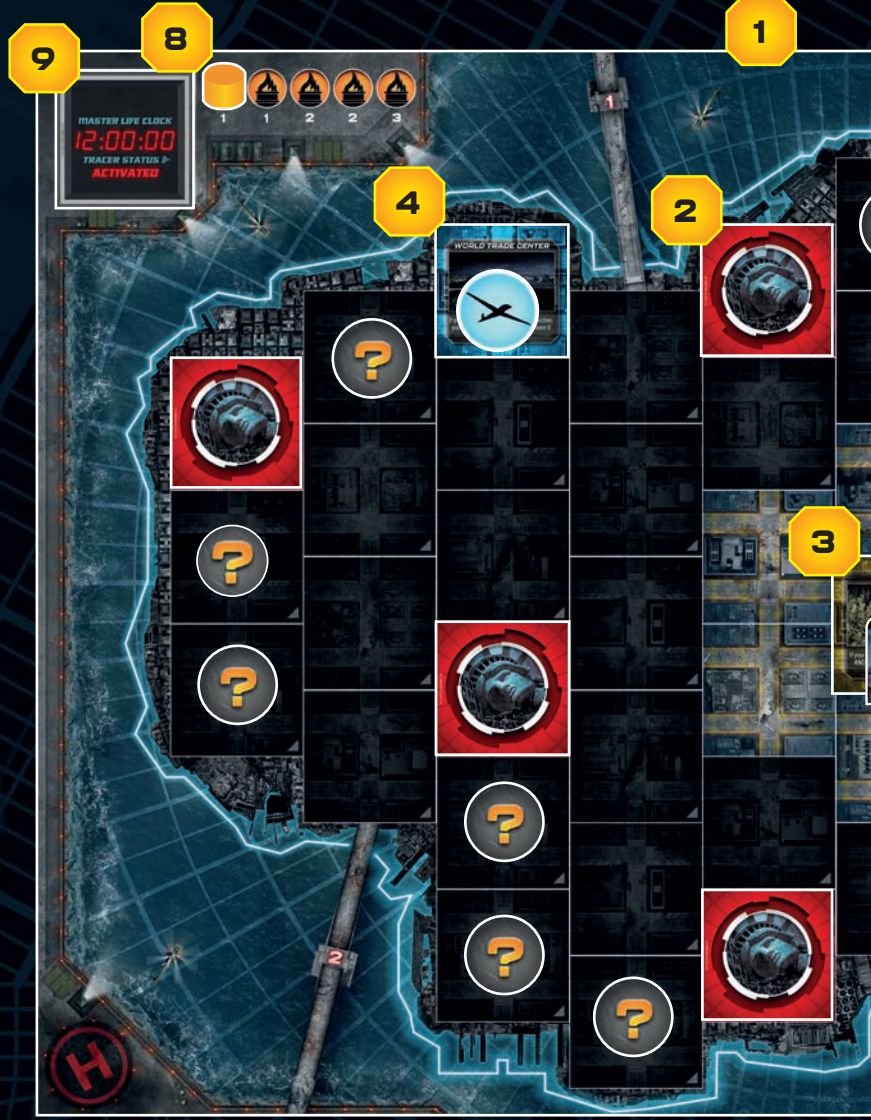 9
8
1
MASTER LIFE CLOCK
12:00:00
TRACER STATUS
ACTIVATED
1 1 2 2 3
1
4
2
WORLD TRADE CENTER
?
?
3
?
?
?
2
?
H